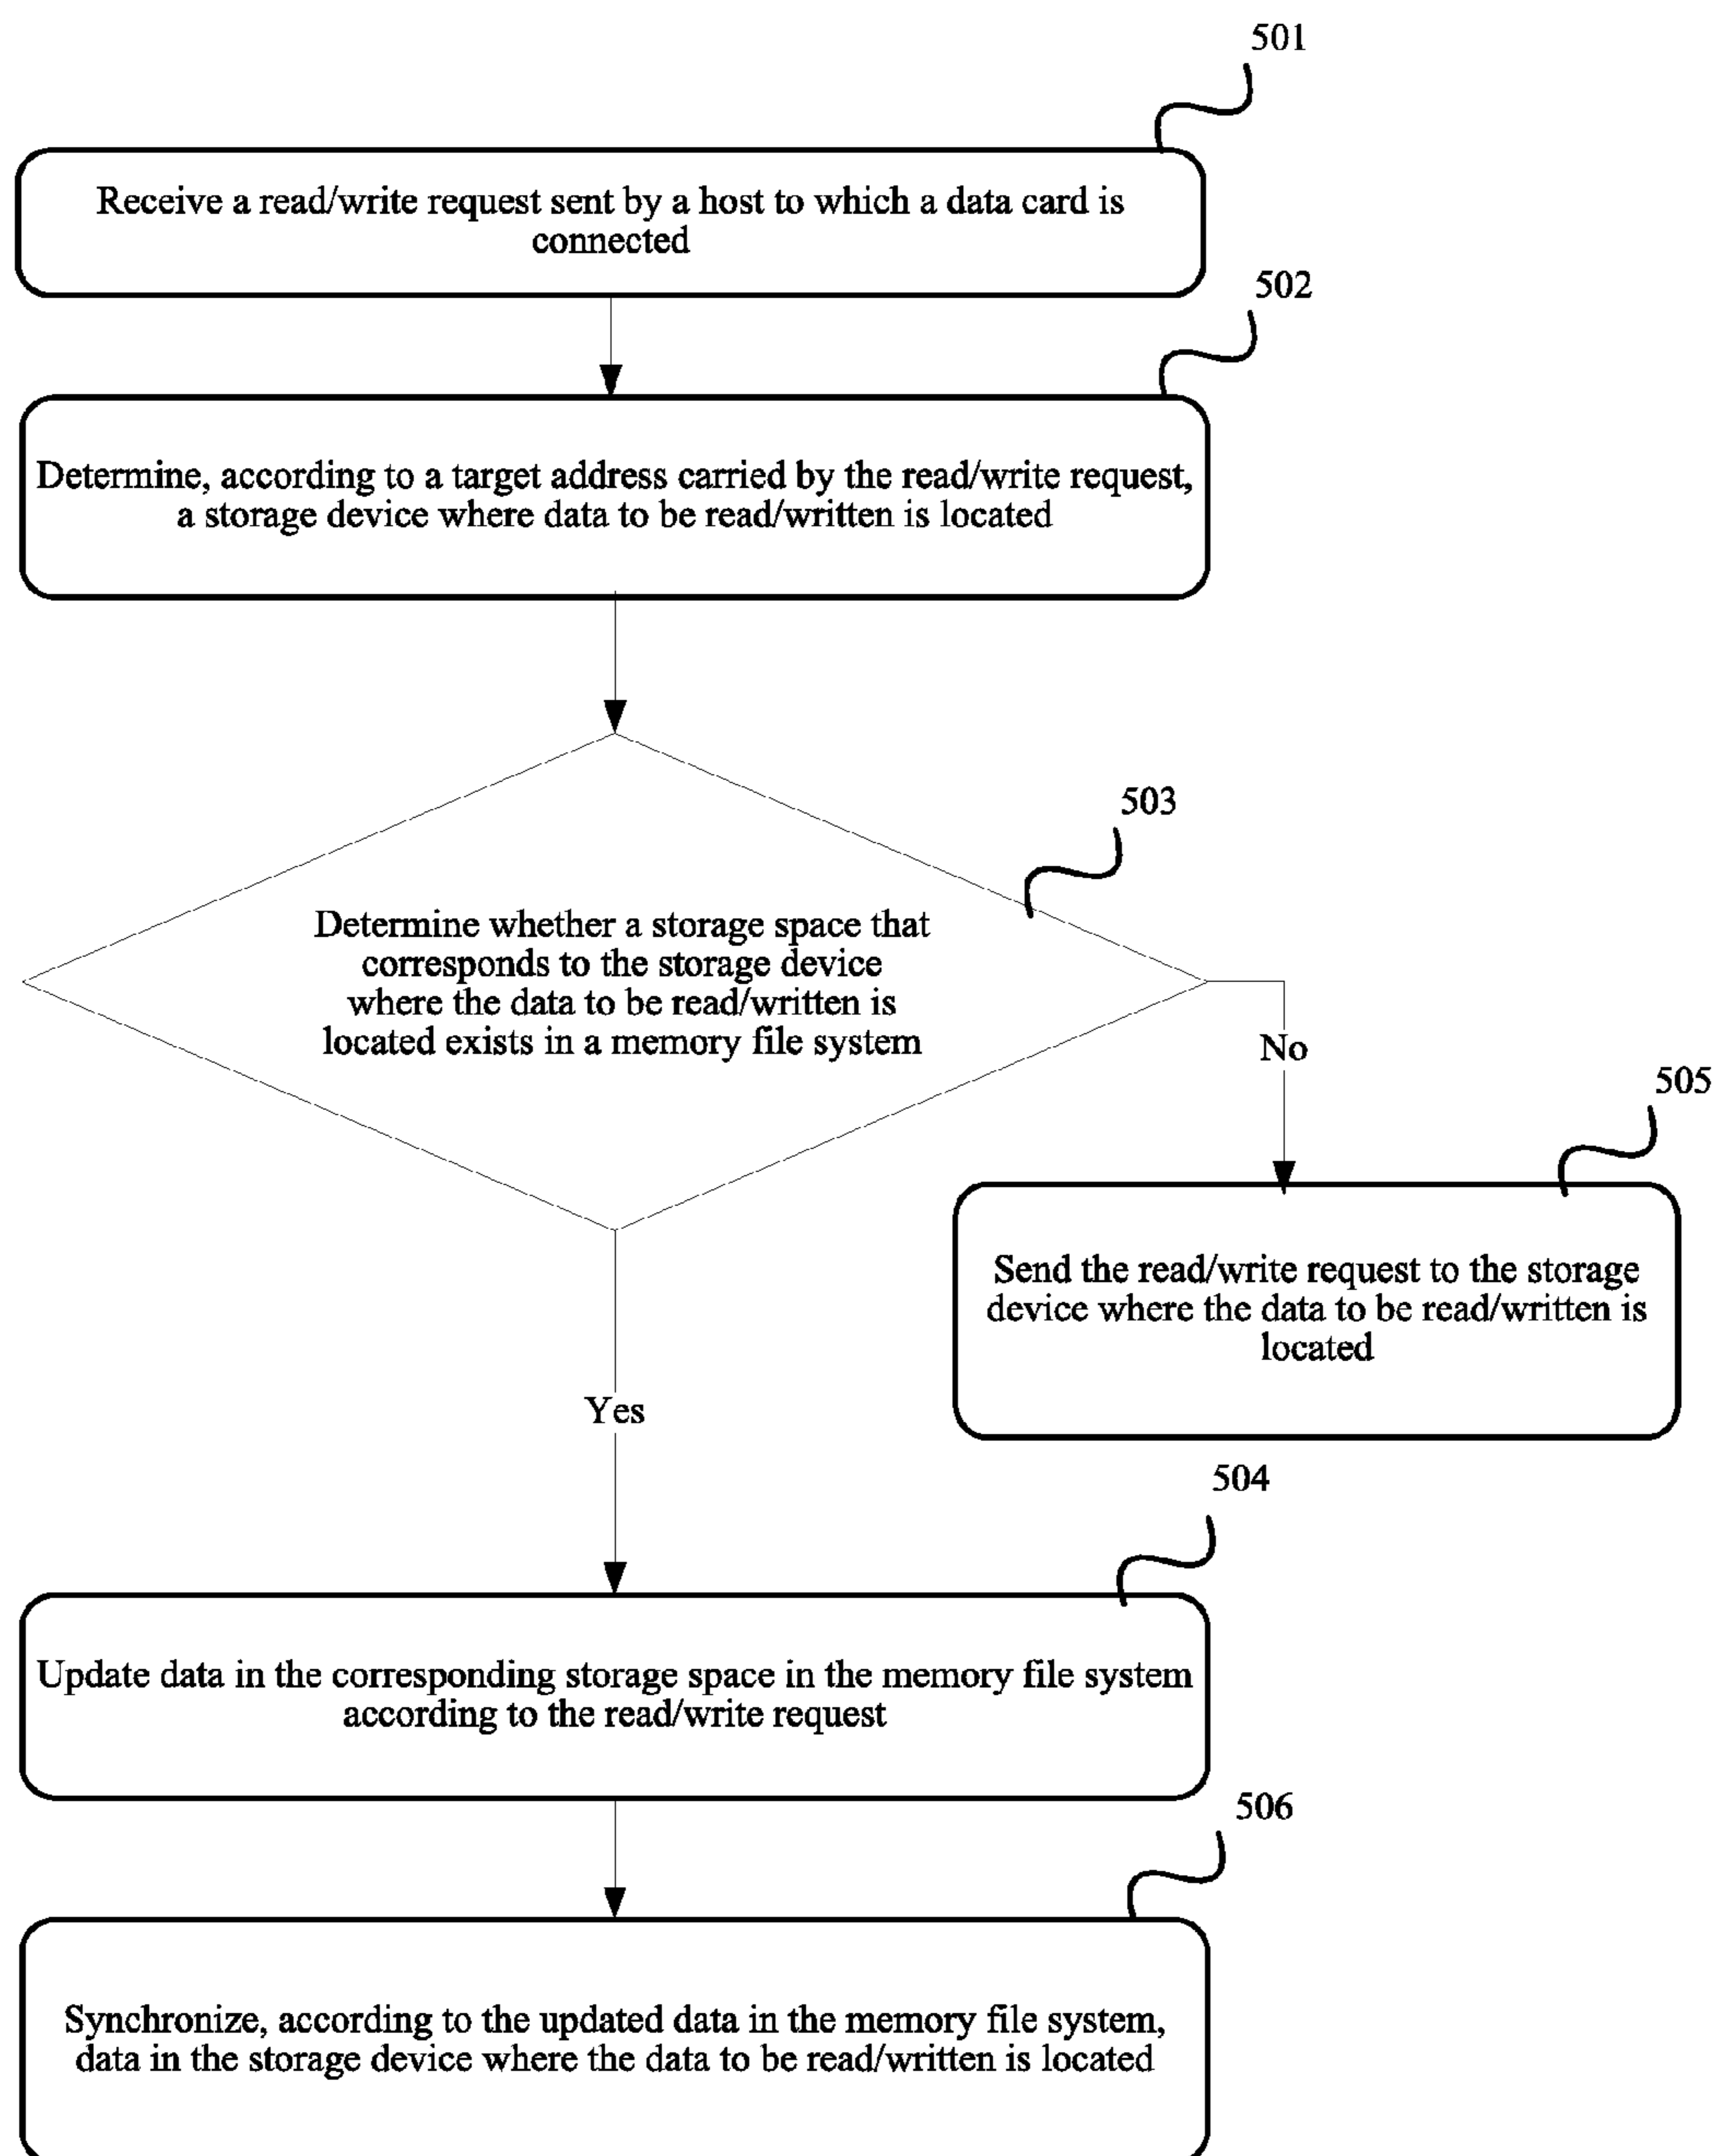 501
Receive a read/write request sent by a host to which a data card is
connected
502
Determine, according to a target address carried by the read/write request,
a storage device where data to be read/written is located
503
Determine whether a storage space that
corresponds to the storage device
where the data to be read/written is
located exists in a memory file system
No
505
Send the read/write request to the storage
device where the data to be read/written is
located
Yes
504
Update data in the corresponding storage space in the memory file system
according to the read/write request
506
Synchronize, according to the updated data in the memory file system,
data in the storage device where the data to be read/written is located